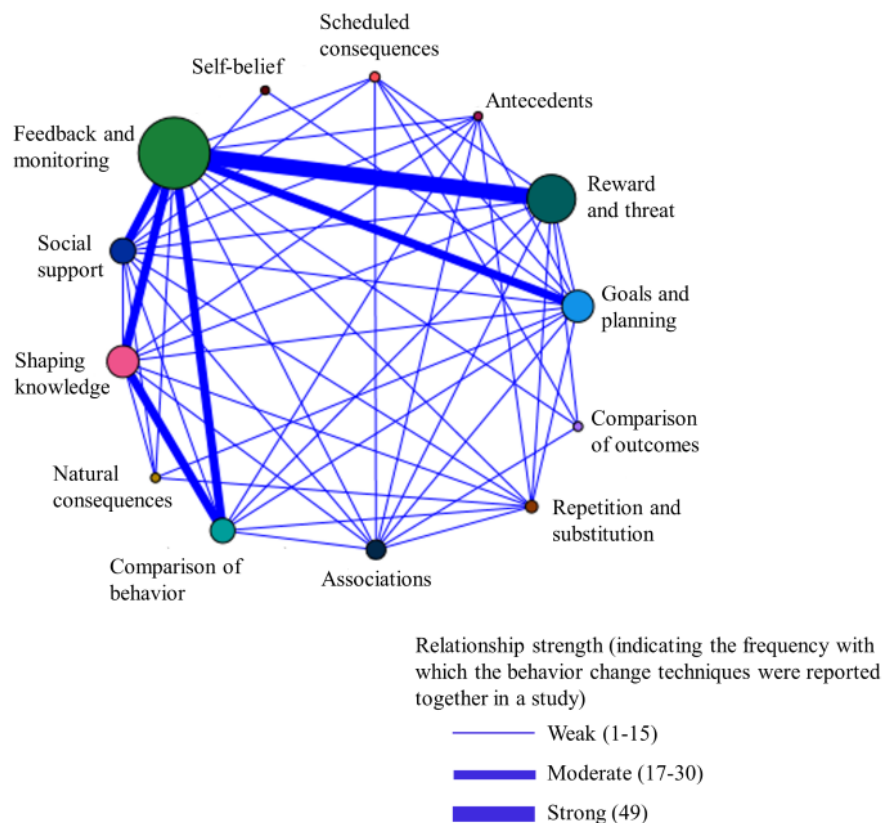 Scheduled
consequences
Self-belief
Antecedents
Feedback and
monitoring
Reward
and threat
Social
support
Goals and
planning
Shaping
knowledge
Comparison
of outcomes
Natural
consequences
Repetition and
substitution
Comparison of
behavior
Associations
Relationship strength (indicating the frequency with
which the behavior change techniques were reported
together in a study)
Weak (1-15)
Moderate (17-30)
Strong (49)